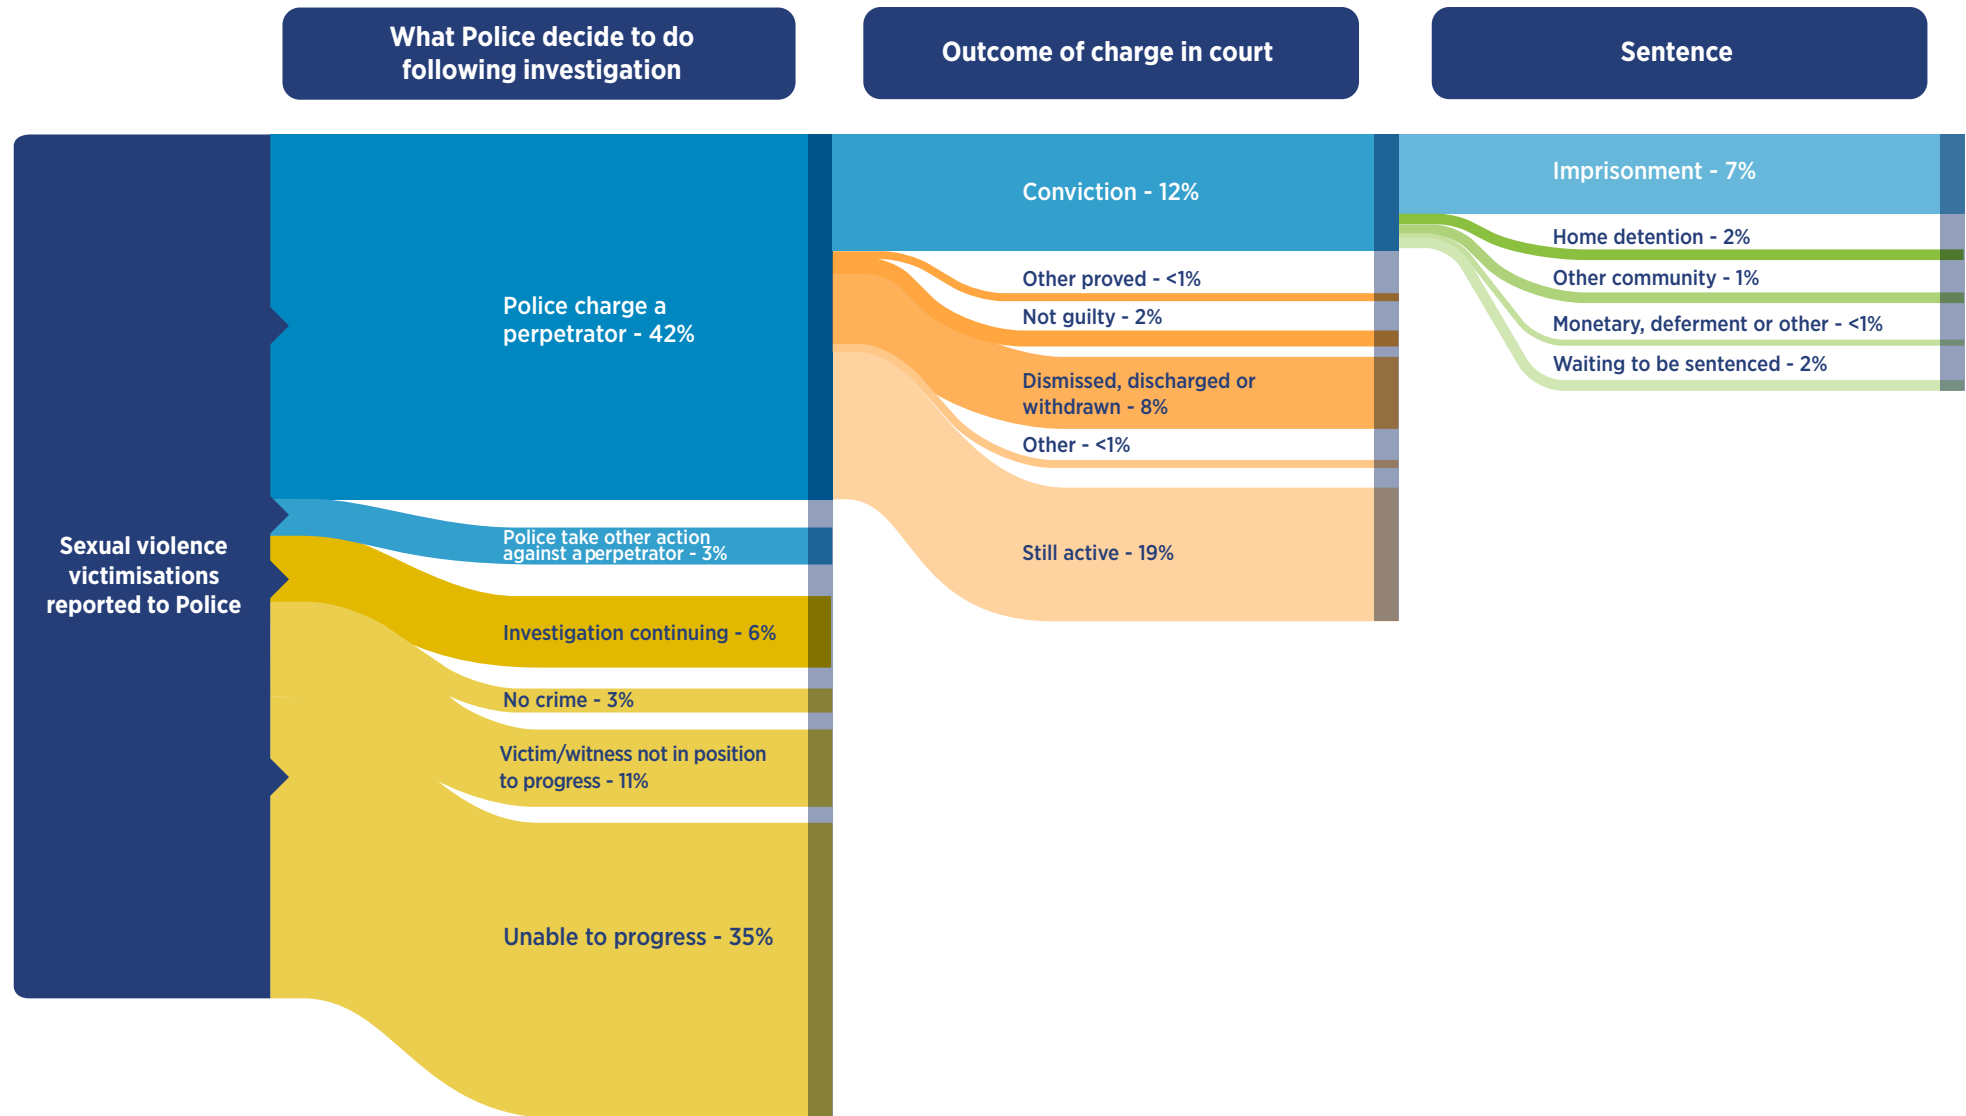 What Police decide to do
following investigation
Outcome of charge in court
Sentence
Sexual violence
victimisations
reported to Police
Police charge a
perpetrator - 42%
Police take other action
against a perpetrator - 3%
Investigation continuing - 6%
No crime - 3%
Victim/witness not in position
to progress - 11%
Unable to progress - 35%
Conviction - 12%
Other proved - <1%
Not guilty - 2%
Dismissed, discharged or
withdrawn - 8%
Other - <1%
Still active - 19%
Imprisonment - 7%
Home detention - 2%
Other community - 1%
Monetary, deferment or other - <1%
Waiting to be sentenced - 2%